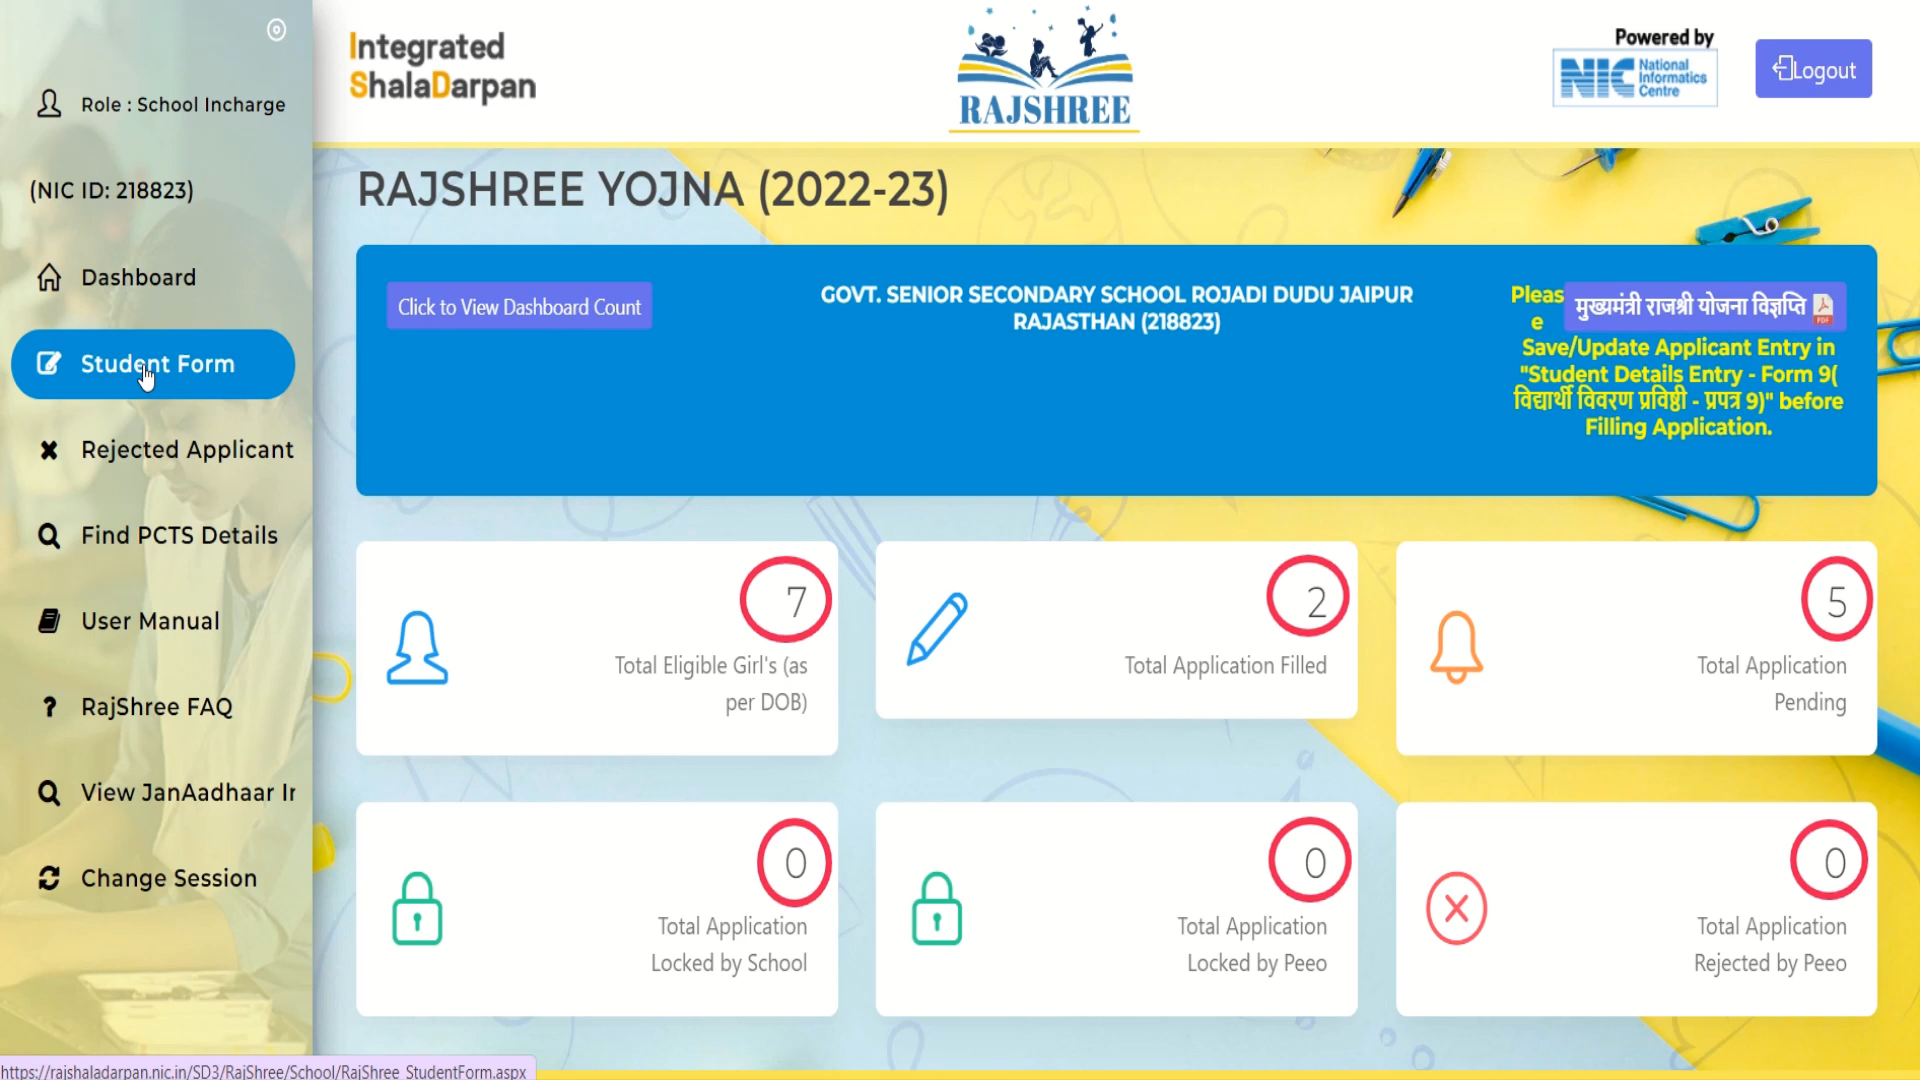 Role : School Incharge
(NIC ID: 218823)
Dashboard
Student Form
Rejected Applicant
Find PCTS Details
User Manual
? RajShree FAQ
View JanAadhaar Ir
Change Session
Integrated
ShalaDarpan
RAJSHREE
Powered by
NIC National
Informatics
Centre
Logout
RAJSHREE YOJNA (2022-23)
Click to View Dashboard Count
GOVT. SENIOR SECONDARY SCHOOL ROJADI DUDU JAIPUR
RAJASTHAN (218823)
मुख्यमंत्री राजश्री योजना विज्ञप्ति PDF
Pleas
e
Save/Update Applicant Entry in
"Student Details Entry - Form 9(
विद्यार्थी विवरण प्रविष्ठी - प्रपत्र 9)" before
Filling Application.
7
Total Eligible Girl's (as
per DOB)
2
Total Application Filled
5
Total Application
Pending
0
Total Application
Locked by School
0
Total Application
Locked by Peeo
0
Total Application
Rejected by Peeo
https://rajshaladarpan.nic.in/SD3/RajShree/School/RajShree_StudentForm.aspx